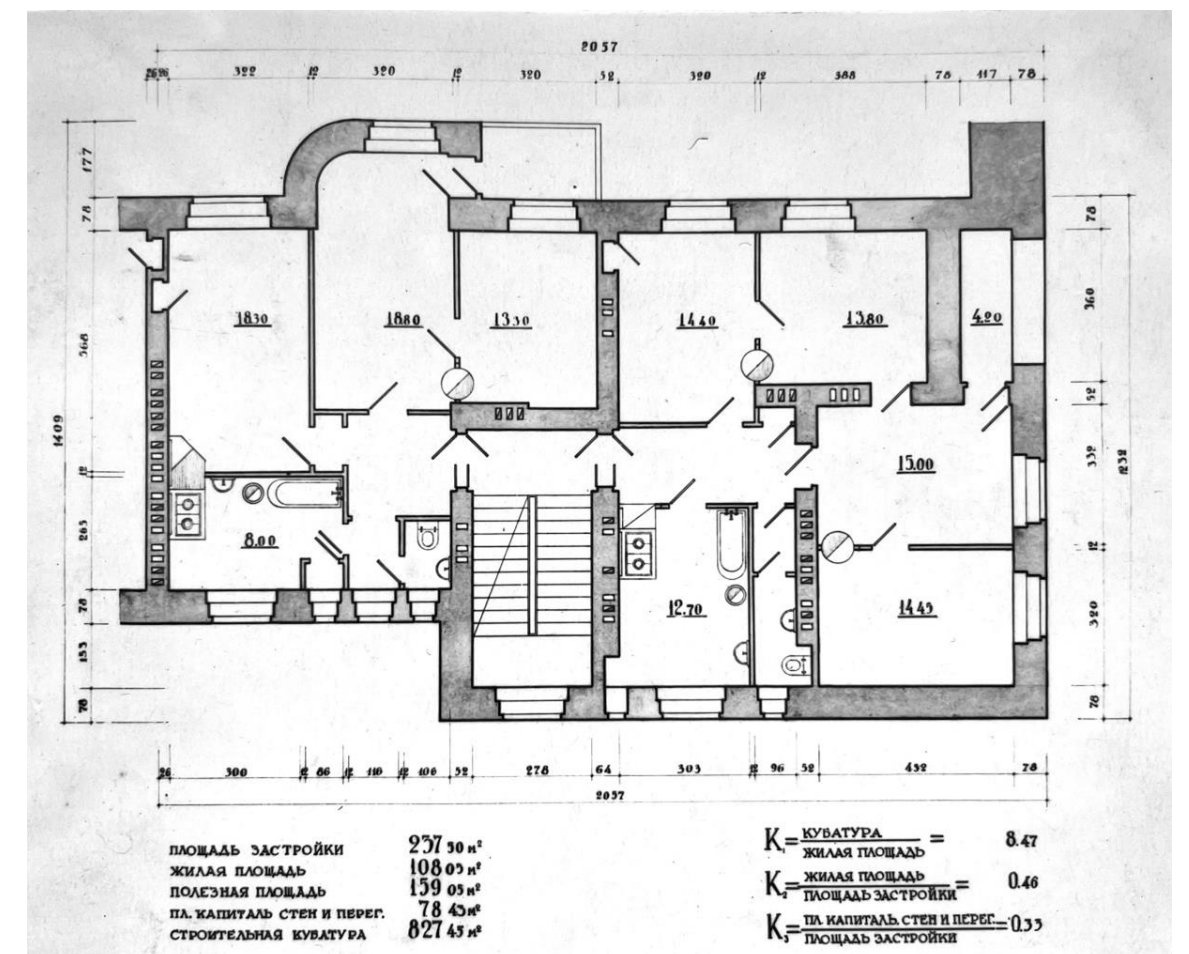 2037
26 26 322 12 320 12 320 52 320 12 388 78 117 78
177
78
568
12
265
78
153
78
1409
78
360
52
332
12
320
78
1232
18.30
18.80
13.30
14.40
13.80
4.20
15.00
8.00
12.70
14.45
26 300 12 86 12 116 12 106 52 278 64 303 12 96 52 432 78
2037
ПЛОЩАДЬ ЗАСТРОЙКИ 237 50 м²
ЖИЛАЯ ПЛОЩАДЬ 108 05 м²
ПОЛЕЗНАЯ ПЛОЩАДЬ 159 05 м²
ПЛ. КАПИТАЛЬ СТЕН И ПЕРЕГ. 78 45 м²
СТРОИТЕЛЬНАЯ КУБАТУРА 827 45 м²
K₁= КУБАТУРА
ЖИЛАЯ ПЛОЩАДЬ = 8.47
K₂= ЖИЛАЯ ПЛОЩАДЬ
ПЛОЩАДЬ ЗАСТРОЙКИ = 0.46
K₃= ПЛ. КАПИТАЛЬ. СТЕН И ПЕРЕГ.
ПЛОЩАДЬ ЗАСТРОЙКИ = 0.33